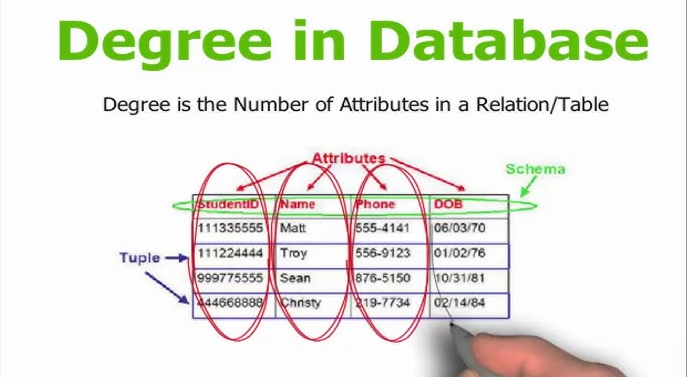 Degree in Database
Degree is the Number of Attributes in a Relation/Table
Attributes
Schema
StudentID Name Phone DOB
111335555 Matt 555-4141 06/03/70
Tuple 111224444 Troy 556-9123 01/02/76
999775555 Sean 876-5150 10/31/81
444668888 Christy 219-7734 02/14/84